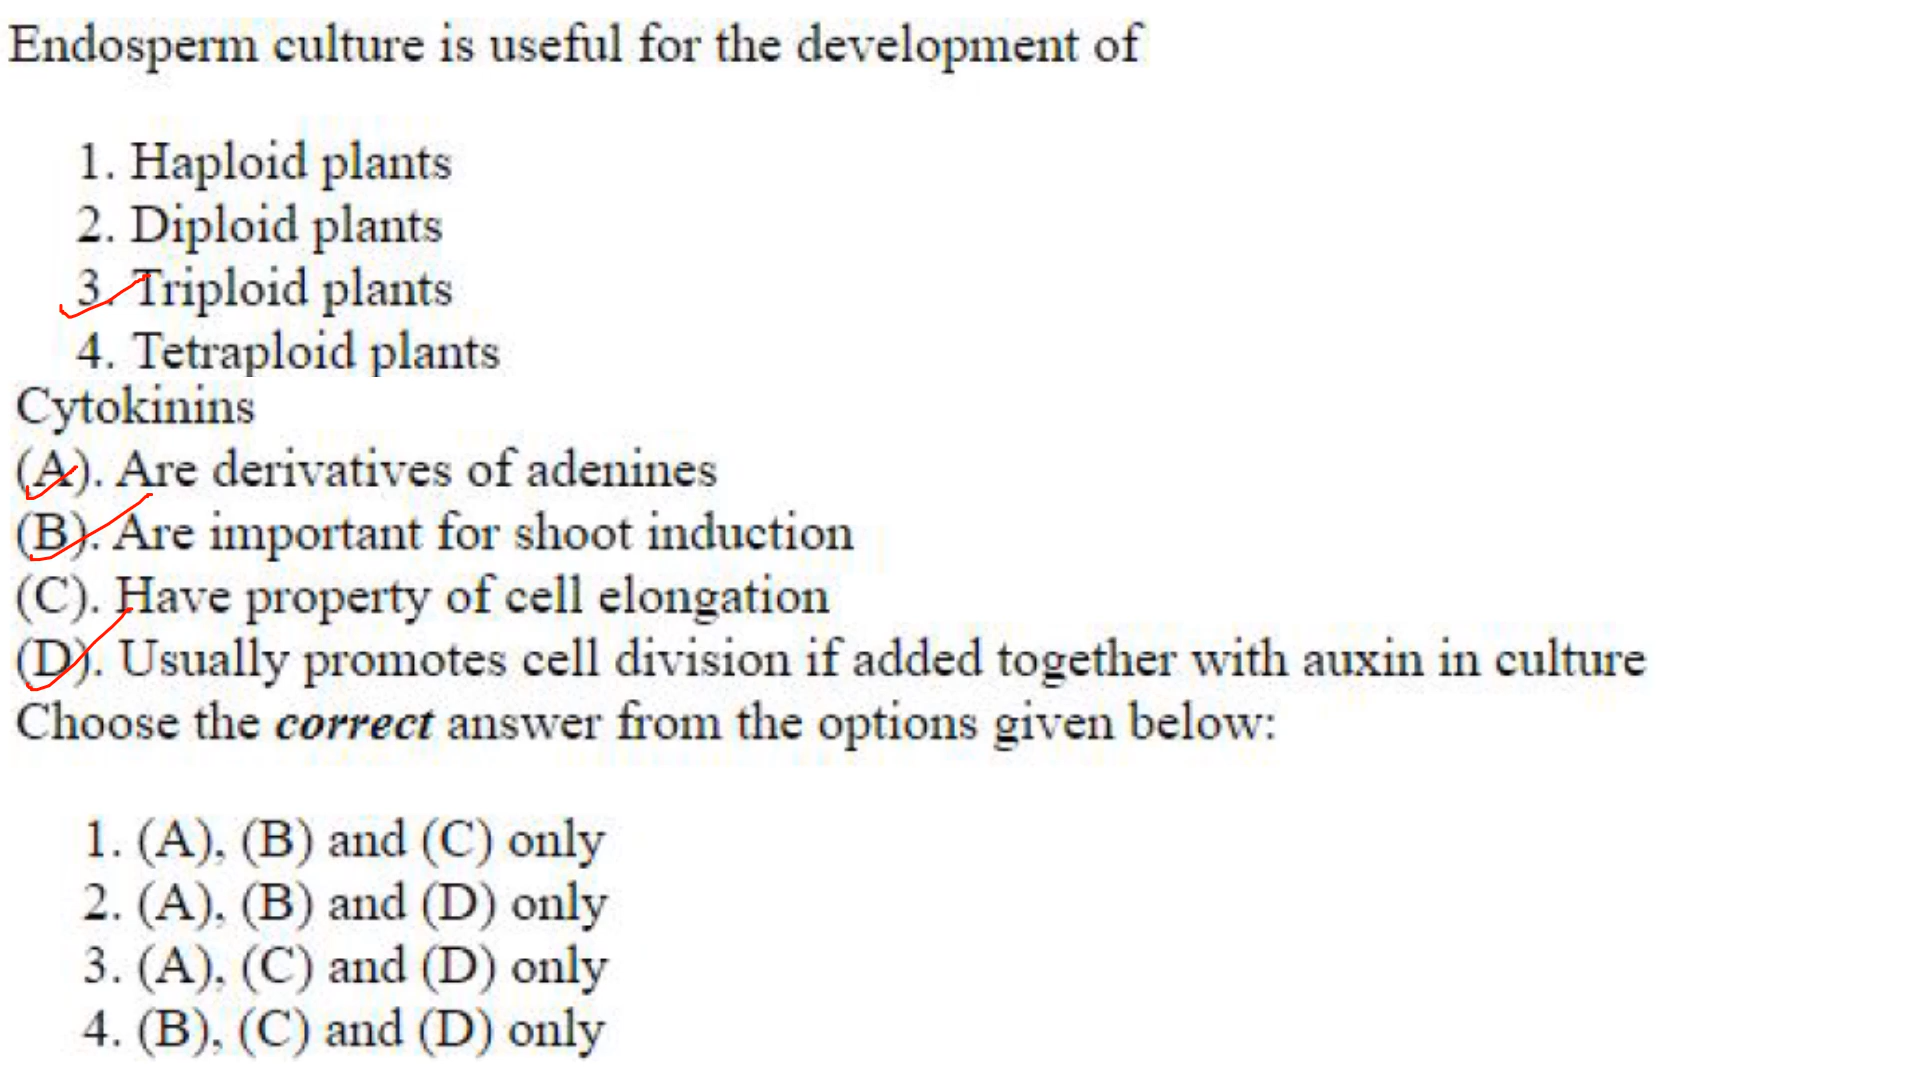 Endosperm culture is useful for the development of
1. Haploid plants
2. Diploid plants
3. Triploid plants
4. Tetraploid plants
Cytokinins
(A). Are derivatives of adenines
(B). Are important for shoot induction
(C). Have property of cell elongation
(D). Usually promotes cell division if added together with auxin in culture
Choose the correct answer from the options given below:
1. (A), (B) and (C) only
2. (A), (B) and (D) only
3. (A), (C) and (D) only
4. (B), (C) and (D) only